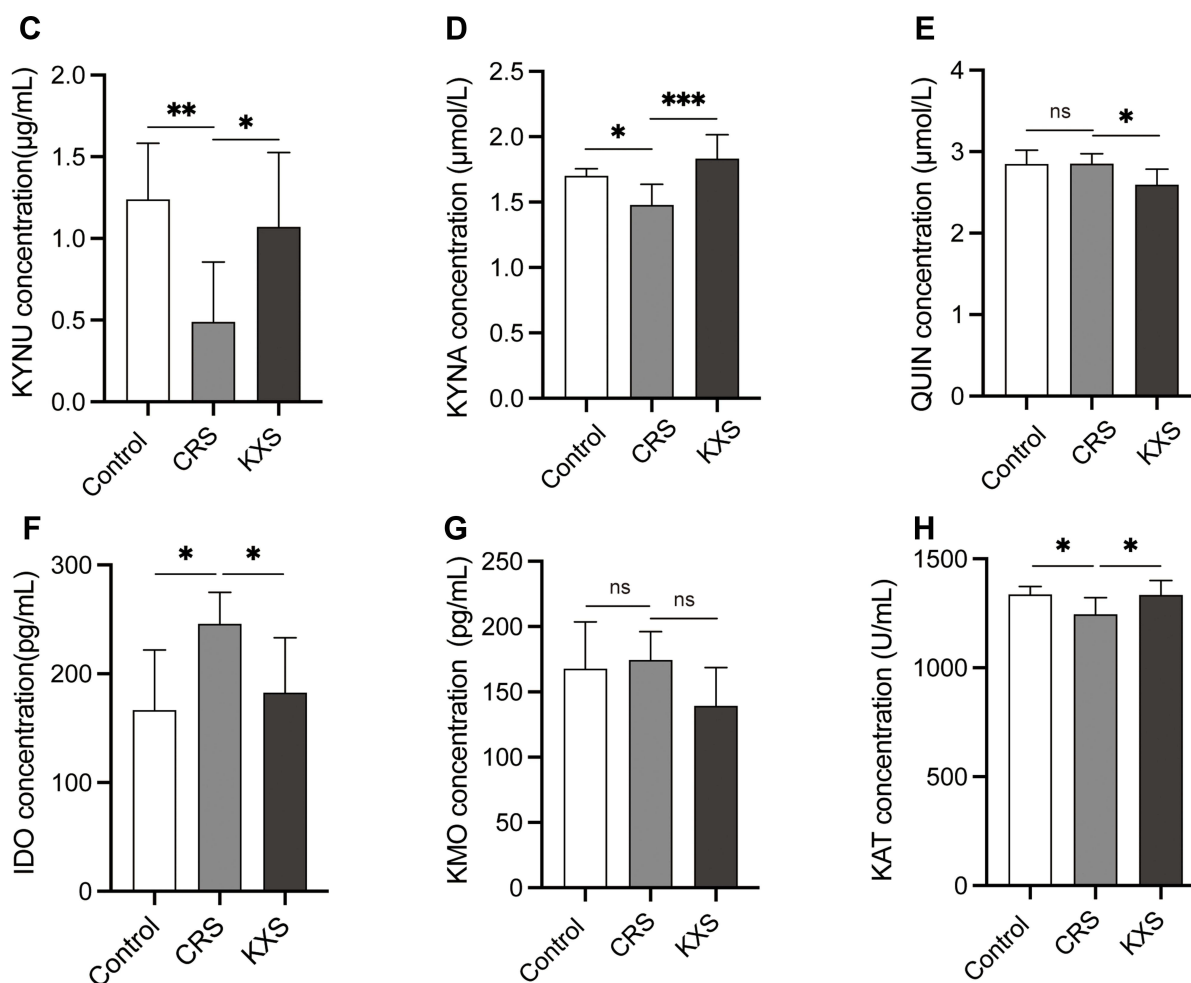 C
KYNU concentration(μg/mL)
2.0
1.5
1.0
0.5
0.0
** *
Control CRS KXS
D
KYNA concentration (μmol/L)
2.5
2.0
1.5
1.0
0.5
0.0
* ***
Control CRS KXS
E
QUIN concentration (μmol/L)
4
3
2
1
0
ns *
Control CRS KXS
F
IDO concentration(pg/mL)
300
200
100
0
* *
Control CRS KXS
G
KMO concentration (pg/mL)
250
200
150
100
50
0
ns ns
Control CRS KXS
H
KAT concentration (U/mL)
1500
1000
500
0
* *
Control CRS KXS